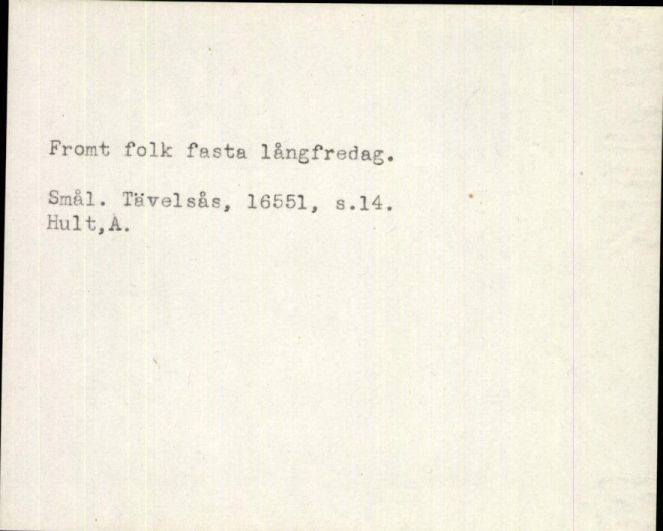 Fromt folk fasta långfredag.
Smål. Tävelsås, 16551, s.14.
Hult,A.